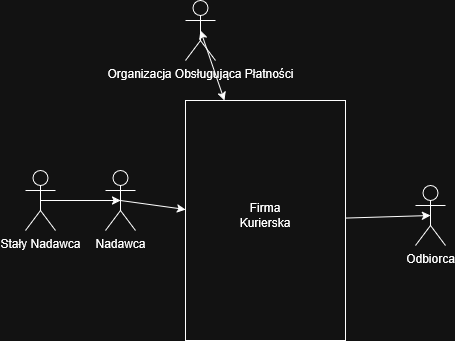 Organizacja Obsługująca Płatności
Firma
Kurierska
Stały Nadawca
Nadawca
Odbiorca